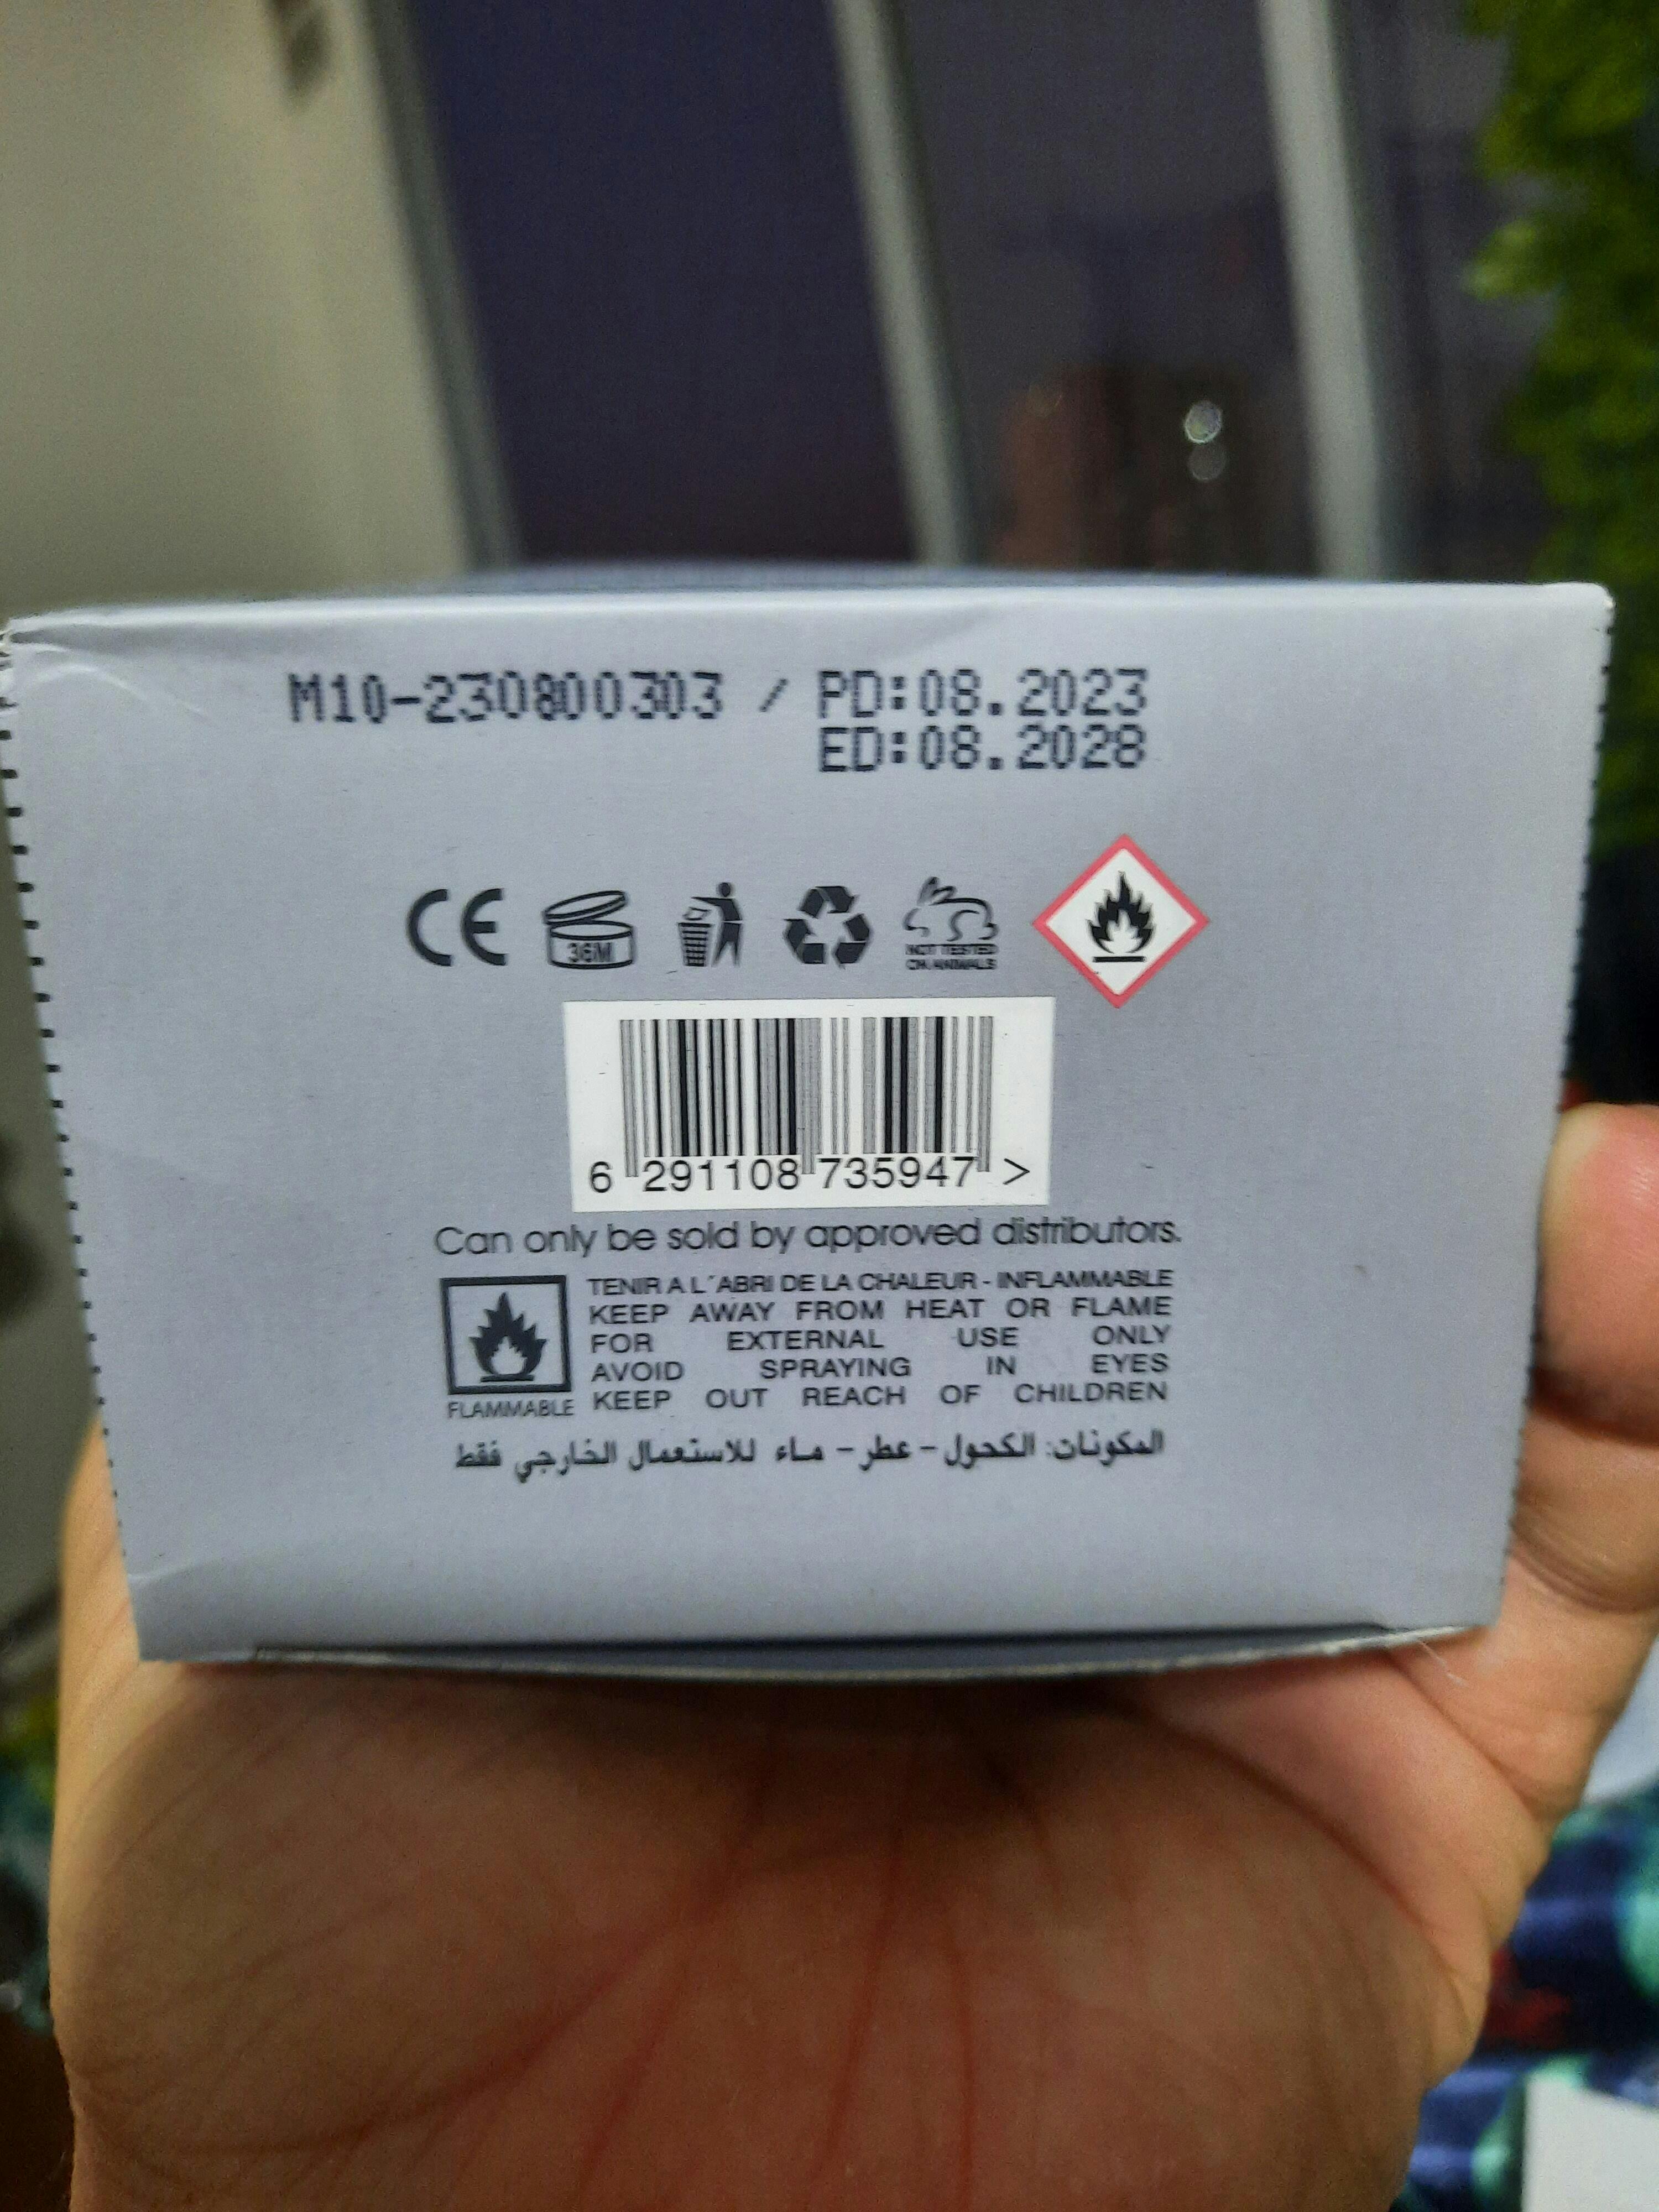 M10-230800303 / PD:08.2023
ED:08.2028
CE
36M
NOT TESTED
ON ANIMALS
6 291108 735947 >
Can only be sold by approved distributors.
TENIR A L´ABRI DE LA CHALEUR - INFLAMMABLE
KEEP AWAY FROM HEAT OR FLAME
FOR EXTERNAL USE ONLY
AVOID SPRAYING IN EYES
KEEP OUT REACH OF CHILDREN
FLAMMABLE
المكونات: الكحول - عطر - ماء للاستعمال الخارجي فقط